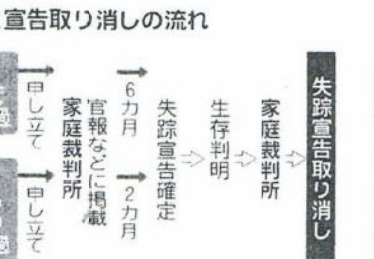 宣告取り消しの流れ
申し立て
申し立て
家庭裁判所
官報などに掲載
6カ月
2カ月
失踪宣告確定
生存判明
家庭裁判所
失踪宣告取り消し